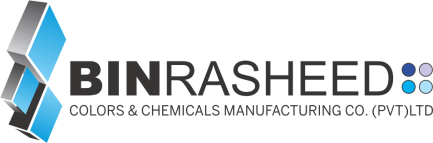 BINRASHEED
COLORS & CHEMICALS MANUFACTURING CO. (PVT)LTD